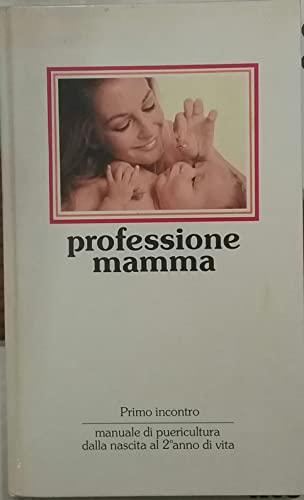 professione
mamma
Primo incontro
manuale di puericultura
dalla nascita al 2°anno di vita